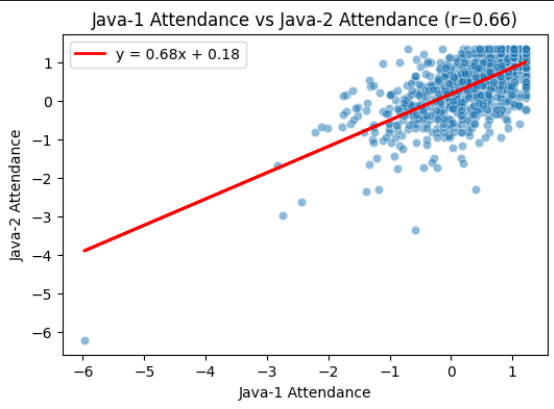 Java-1 Attendance vs Java-2 Attendance (r=0.66)
y = 0.68x + 0.18
1
0
−1
−2
−3
−4
−5
−6
Java-2 Attendance
−6 −5 −4 −3 −2 −1 0 1
Java-1 Attendance